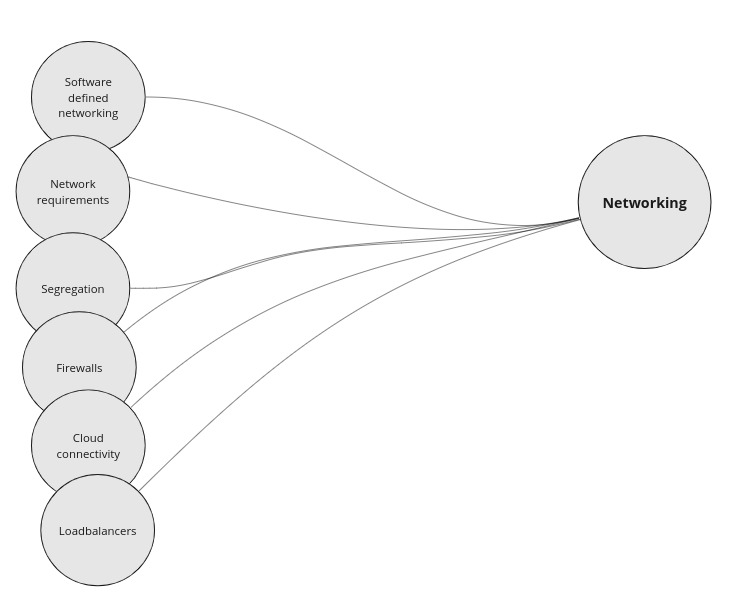 Software
defined
networking
Network
requirements
Networking
Segregation
Firewalls
Cloud
connectivity
Loadbalancers